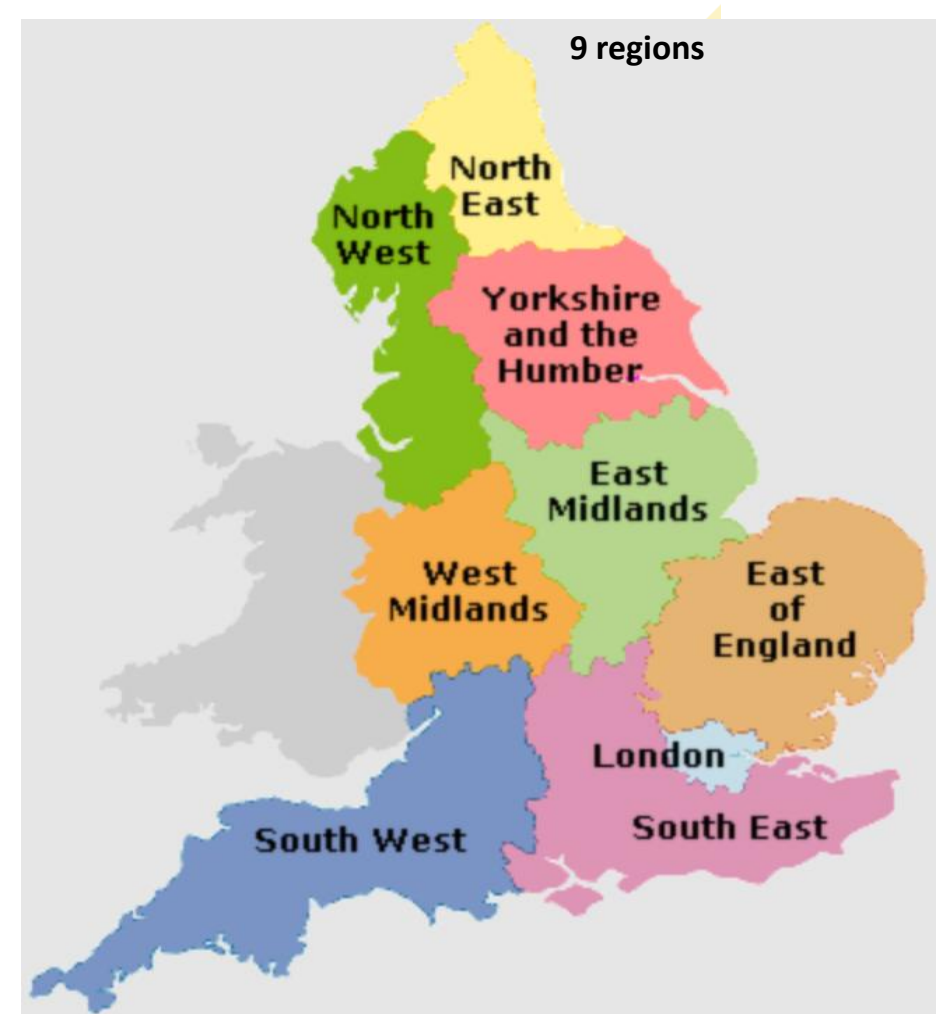 9 regions
North
East
North
West
Yorkshire
and the
Humber
East
Midlands
West
Midlands
East
of
England
London
South East
South West